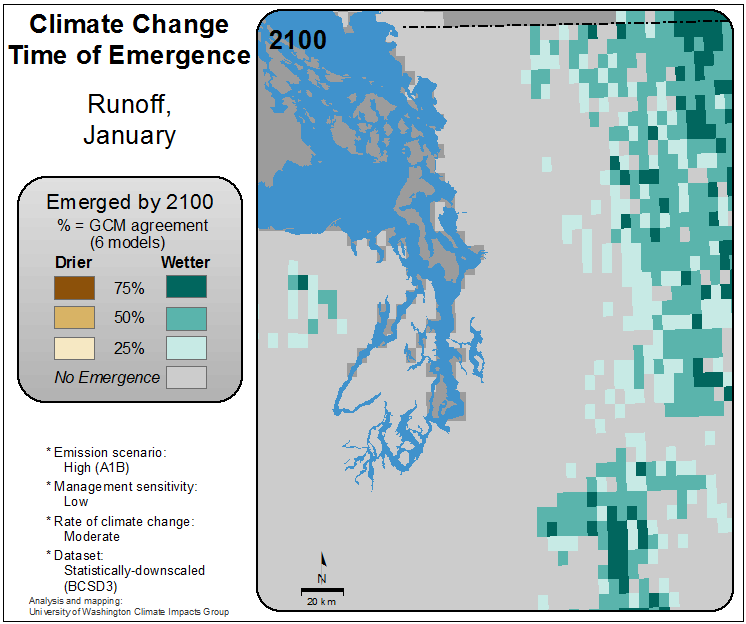 Climate Change
Time of Emergence
Runoff,
January
Emerged by 2100
% = GCM agreement
(6 models)
Drier Wetter
75%
50%
25%
No Emergence
* Emission scenario:
High (A1B)
* Management sensitivity:
Low
* Rate of climate change:
Moderate
* Dataset:
Statistically-downscaled
(BCSD3)
Analysis and mapping:
University of Washington Climate Impacts Group
2100
N
20 km